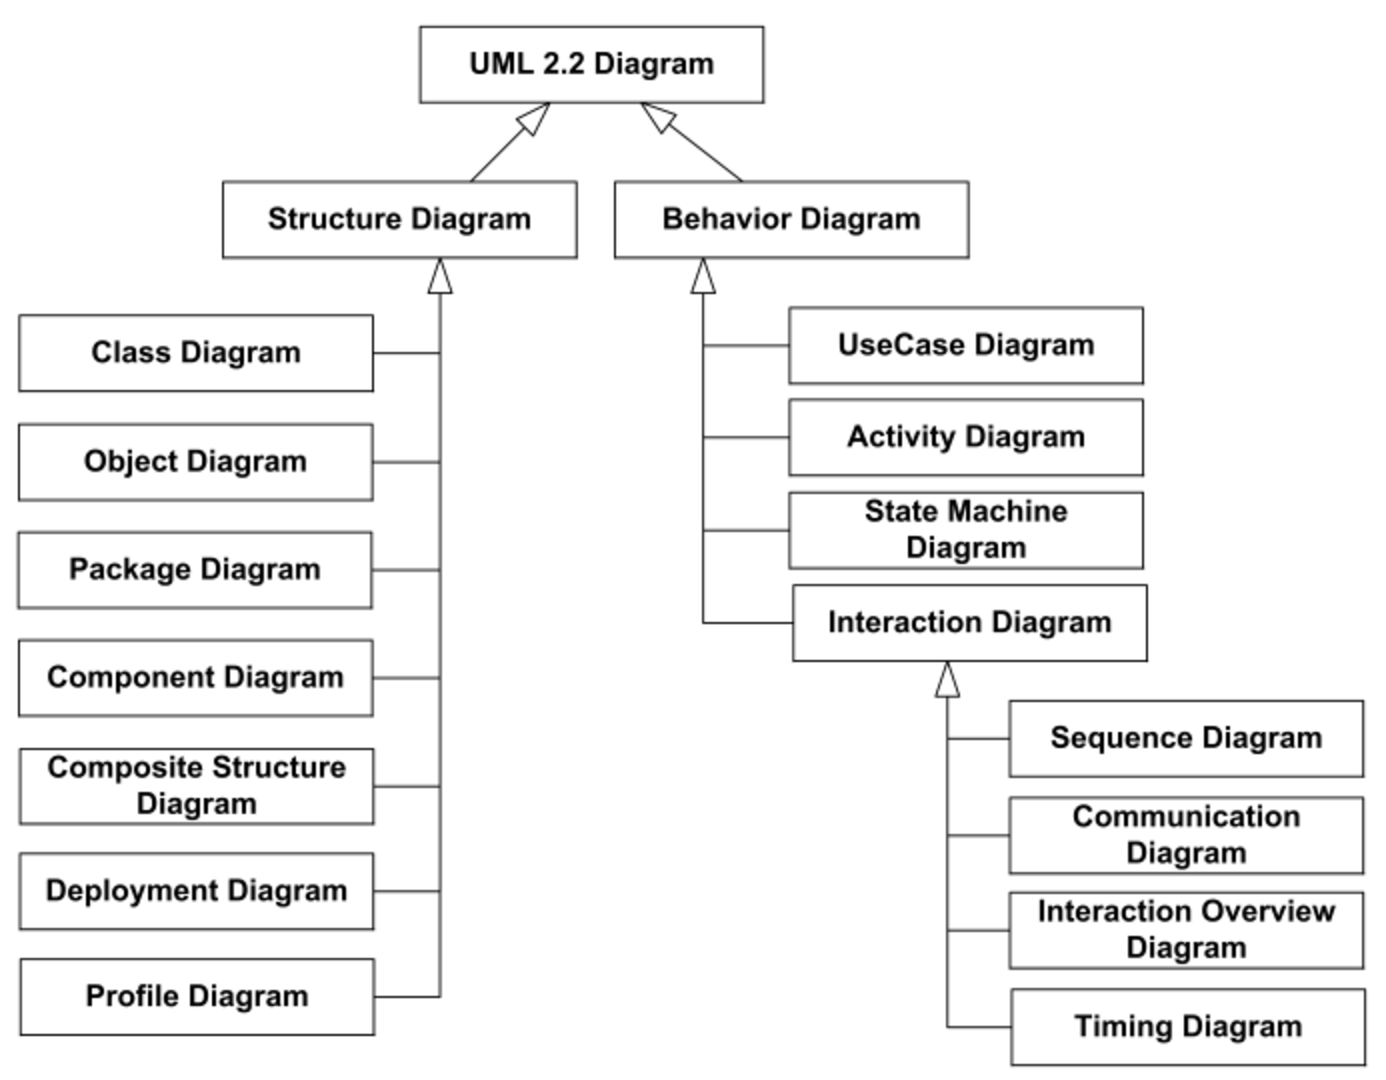 UML 2.2 Diagram
Structure Diagram
Behavior Diagram
Class Diagram
Object Diagram
Package Diagram
Component Diagram
Composite Structure
Diagram
Deployment Diagram
Profile Diagram
UseCase Diagram
Activity Diagram
State Machine
Diagram
Interaction Diagram
Sequence Diagram
Communication
Diagram
Interaction Overview
Diagram
Timing Diagram